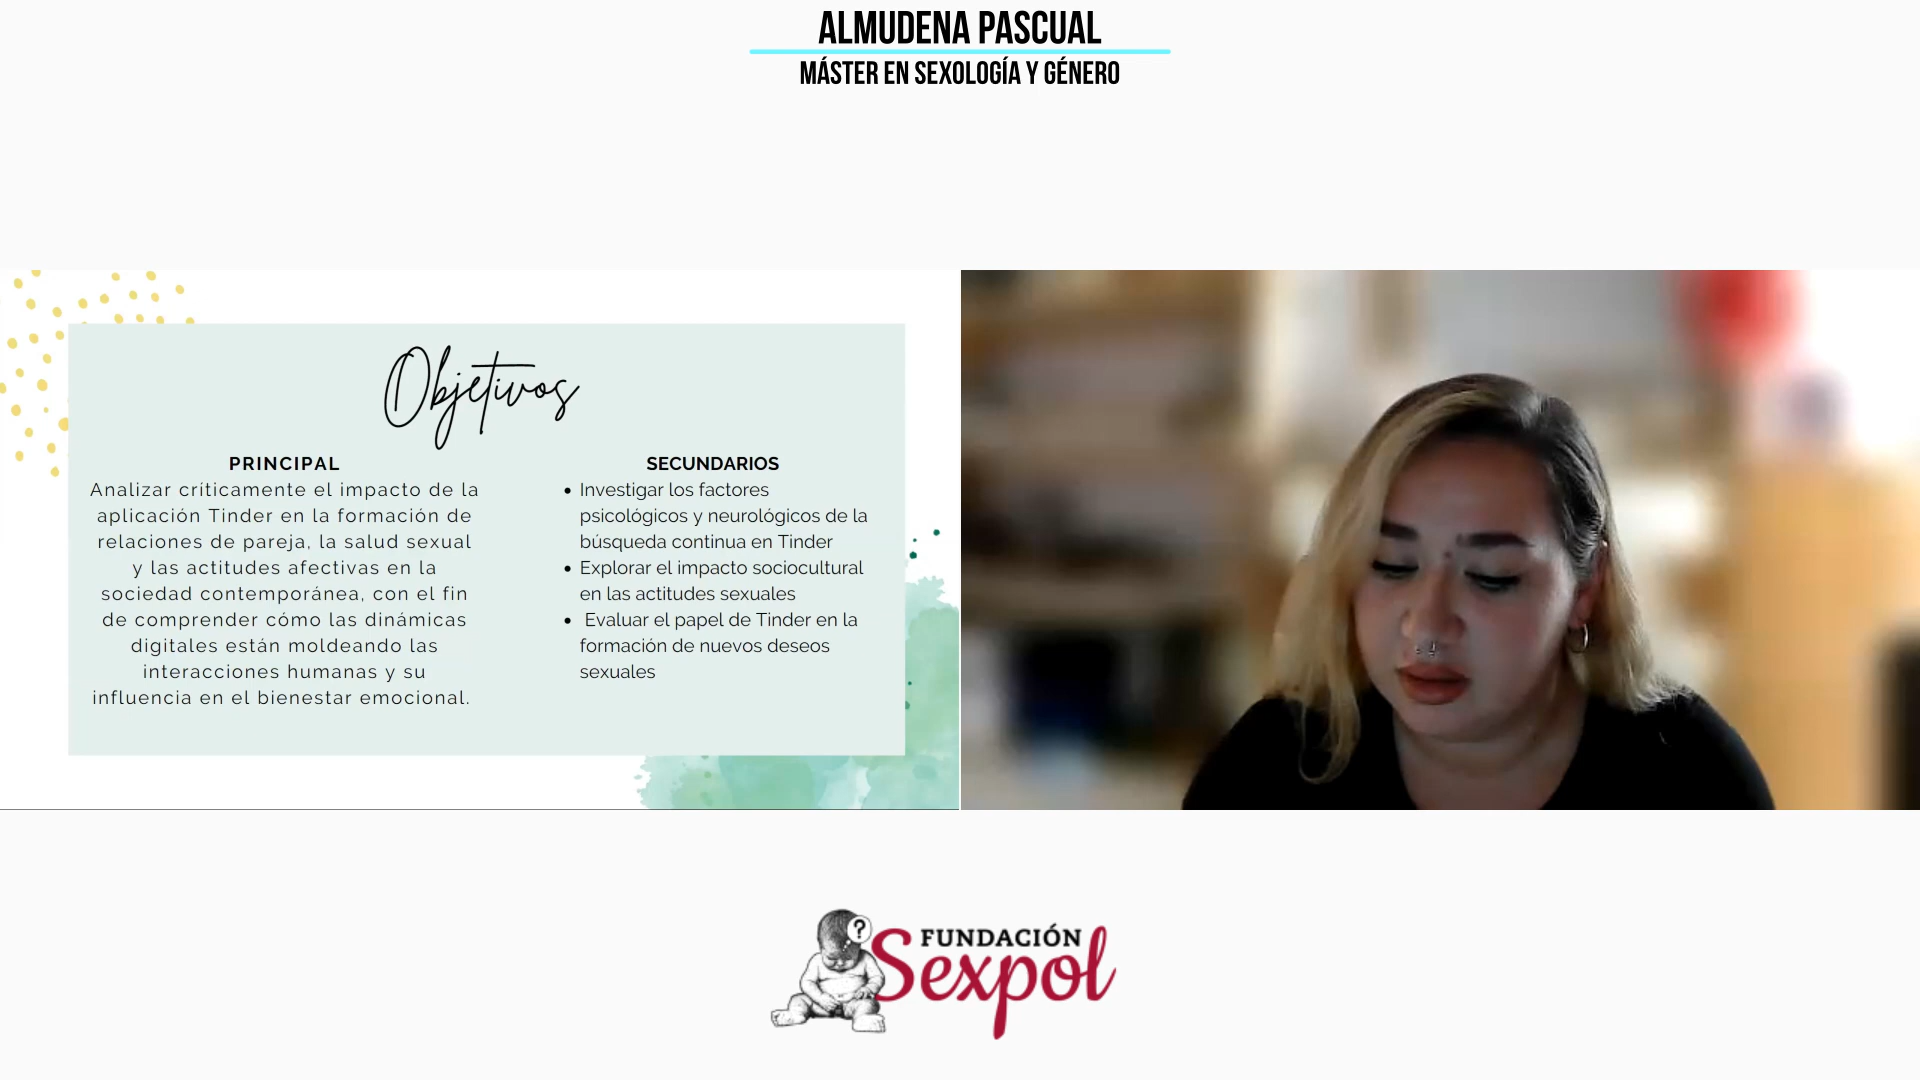 ALMUDENA PASCUAL
MÁSTER EN SEXOLOGÍA Y GÉNERO
Objetivos
PRINCIPAL
Analizar críticamente el impacto de la
aplicación Tinder en la formación de
relaciones de pareja, la salud sexual
y las actitudes afectivas en la
sociedad contemporánea, con el fin
de comprender cómo las dinámicas
digitales están moldeando las
interacciones humanas y su
influencia en el bienestar emocional.
SECUNDARIOS
• Investigar los factores
psicológicos y neurológicos de la
búsqueda continua en Tinder
• Explorar el impacto sociocultural
en las actitudes sexuales
• Evaluar el papel de Tinder en la
formación de nuevos deseos
sexuales
?
FUNDACIÓN
Sexpol